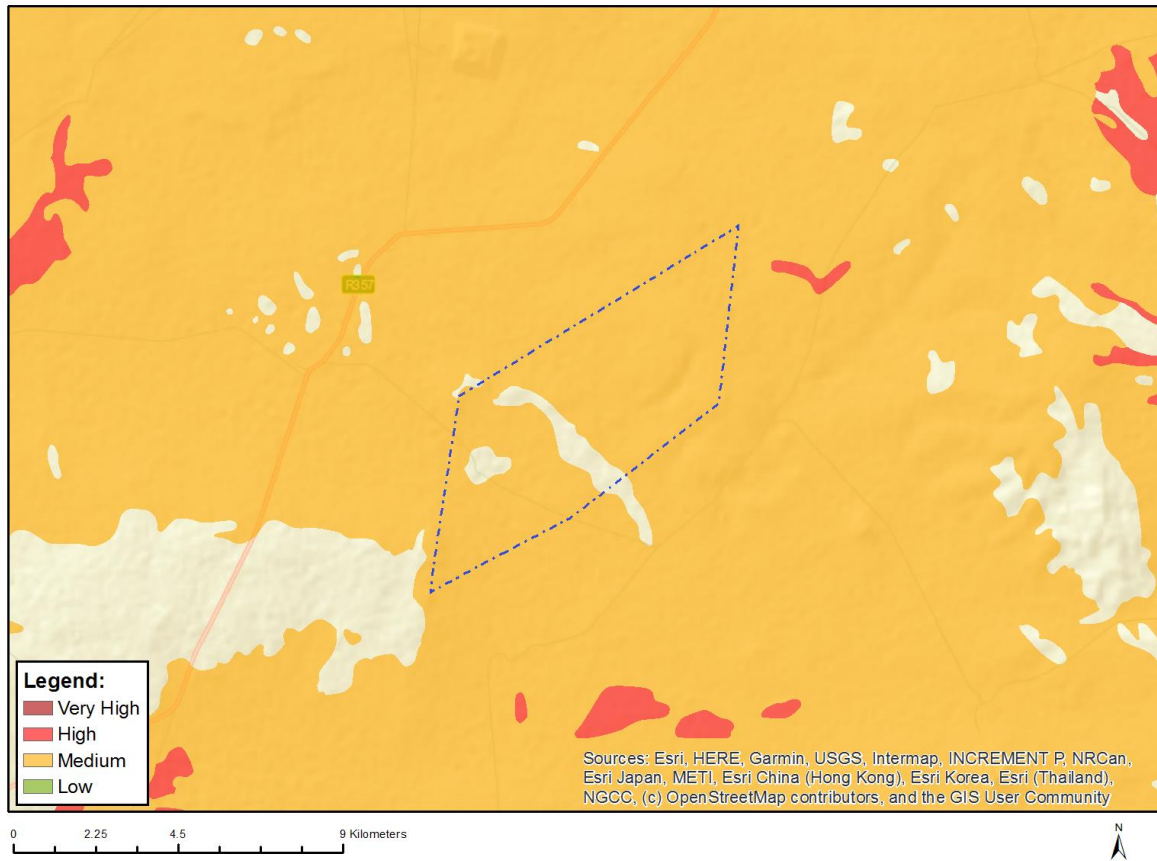 R357
Legend:
Very High
High
Medium
Low
Sources: Esri, HERE, Garmin, USGS, Intermap, INCREMENT P, NRCan,
Esri Japan, METI, Esri China (Hong Kong), Esri Korea, Esri (Thailand),
NGCC, (c) OpenStreetMap contributors, and the GIS User Community
0 2.25 4.5 9 Kilometers
N